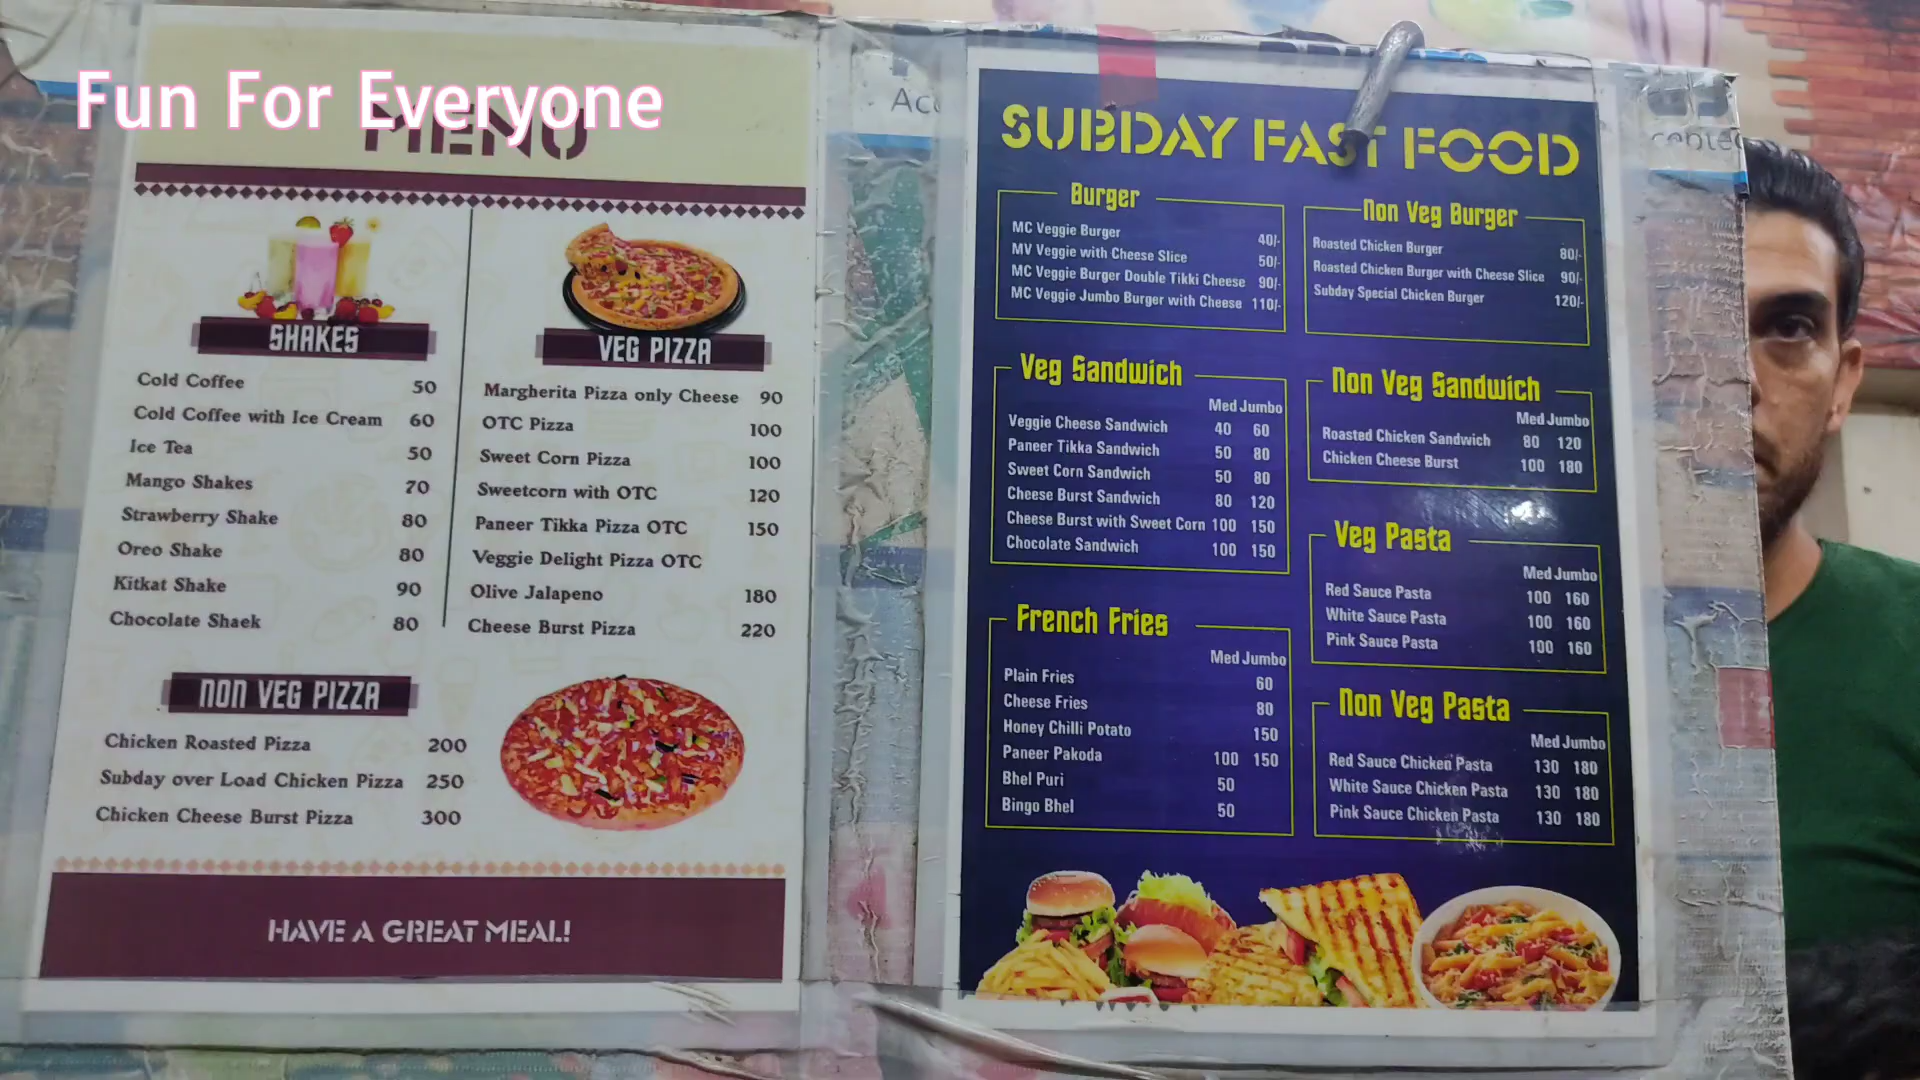 Fun For Everyone
MENU
SHAKES
Cold Coffee 50
Cold Coffee with Ice Cream 60
Ice Tea 50
Mango Shakes 70
Strawberry Shake 80
Oreo Shake 80
Kitkat Shake 90
Chocolate Shaek 80
VEG PIZZA
Margherita Pizza only Cheese 90
OTC Pizza 100
Sweet Corn Pizza 100
Sweetcorn with OTC 120
Paneer Tikka Pizza OTC 150
Veggie Delight Pizza OTC
Olive Jalapeno 180
Cheese Burst Pizza 220
NON VEG PIZZA
Chicken Roasted Pizza 200
Subday over Load Chicken Pizza 250
Chicken Cheese Burst Pizza 300
HAVE A GREAT MEAL!
SUBDAY FAST FOOD
Burger
MC Veggie Burger 40/-
MV Veggie with Cheese Slice 50/-
MC Veggie Burger Double Tikki Cheese 90/-
MC Veggie Jumbo Burger with Cheese 110/-
Non Veg Burger
Roasted Chicken Burger 80/-
Roasted Chicken Burger with Cheese Slice 90/-
Subday Special Chicken Burger 120/-
Veg Sandwich
Med Jumbo
Veggie Cheese Sandwich 40 60
Paneer Tikka Sandwich 50 80
Sweet Corn Sandwich 50 80
Cheese Burst Sandwich 80 120
Cheese Burst with Sweet Corn 100 150
Chocolate Sandwich 100 150
Non Veg Sandwich
Med Jumbo
Roasted Chicken Sandwich 80 120
Chicken Cheese Burst 100 180
Veg Pasta
Med Jumbo
Red Sauce Pasta 100 160
White Sauce Pasta 100 160
Pink Sauce Pasta 100 160
French Fries
Med Jumbo
Plain Fries 60
Cheese Fries 80
Honey Chilli Potato 150
Paneer Pakoda 100 150
Bhel Puri 50
Bingo Bhel 50
Non Veg Pasta
Med Jumbo
Red Sauce Chicken Pasta 130 180
White Sauce Chicken Pasta 130 180
Pink Sauce Chicken Pasta 130 180